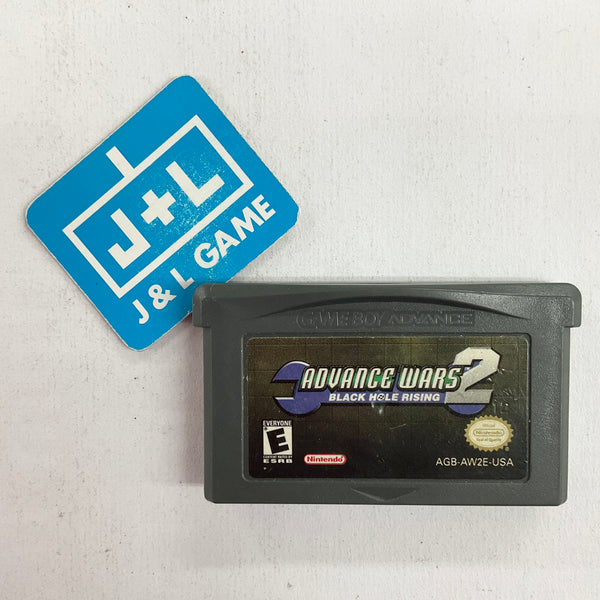 J+L
J & L GAME
GAME BOY ADVANCE
ADVANCE WARS 2
BLACK HOLE RISING
EVERYONE
E
CONTENT RATED BY
ESRB
Nintendo
Official
Nintendo
Seal of Quality
AGB-AW2E-USA